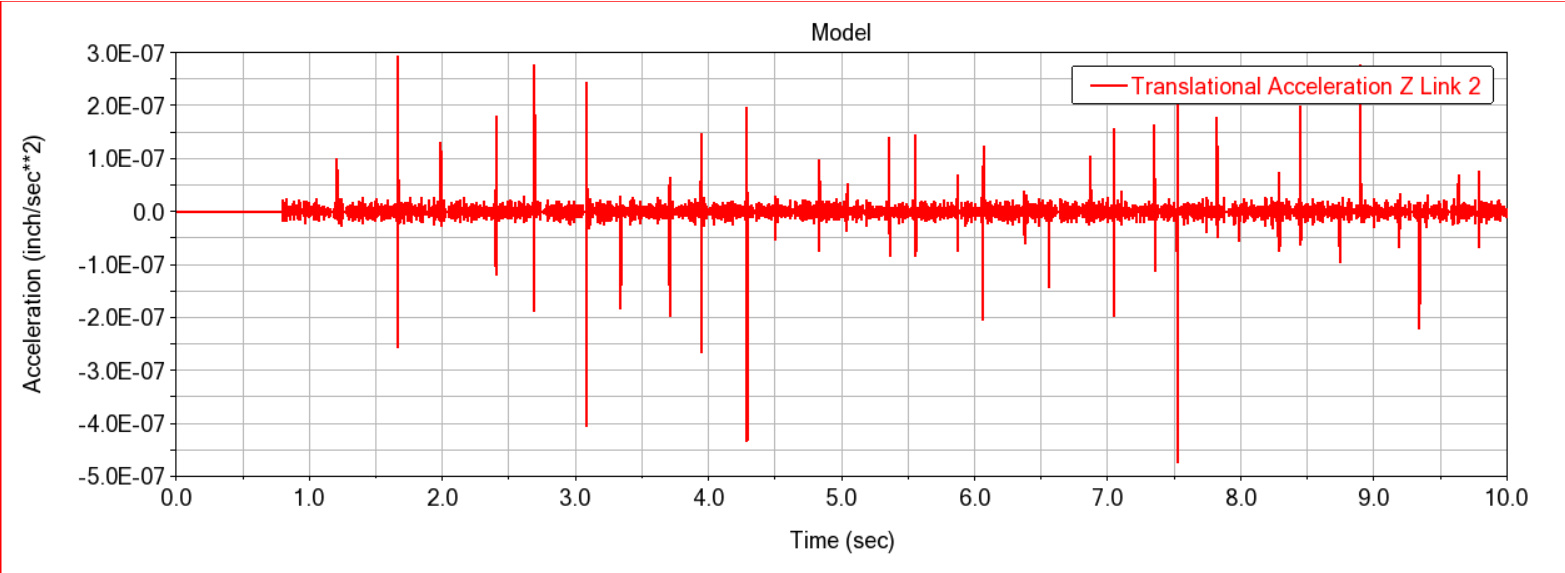 Model
Translational Acceleration Z Link 2
Acceleration (inch/sec**2)
3.0E-07
2.0E-07
1.0E-07
0.0
-1.0E-07
-2.0E-07
-3.0E-07
-4.0E-07
-5.0E-07
0.0 1.0 2.0 3.0 4.0 5.0 6.0 7.0 8.0 9.0 10.0
Time (sec)